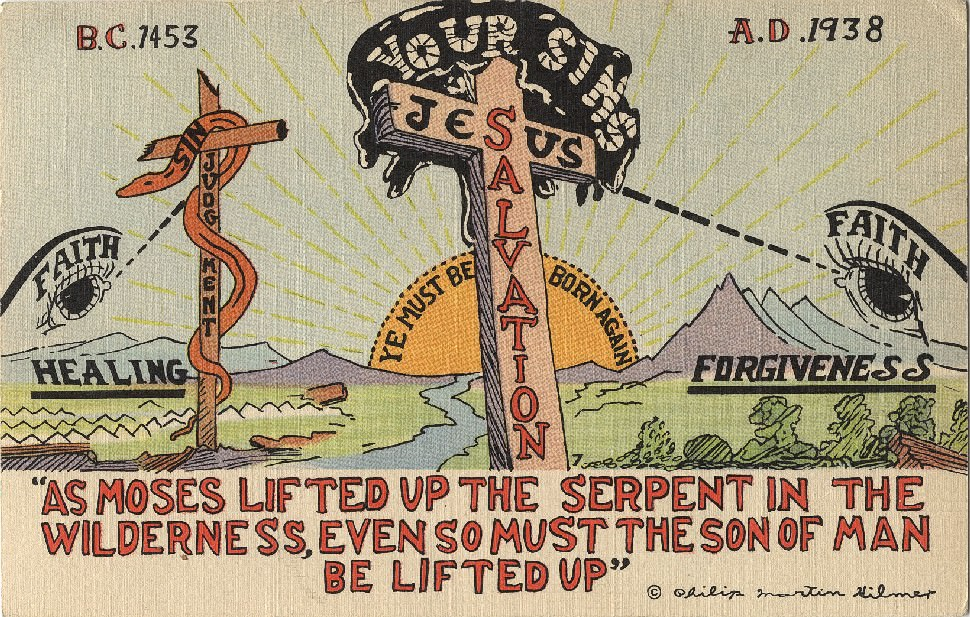 B.C. 1453
A.D. 1938
YOUR SINS
JESUS
SALVATION
SIN
JUDGMENT
FAITH
FAITH
YE MUST BE BORN AGAIN
HEALING
FORGIVENESS
"AS MOSES LIFTED UP THE SERPENT IN THE
WILDERNESS, EVEN SO MUST THE SON OF MAN
BE LIFTED UP"
© Philip Martin Hilmer